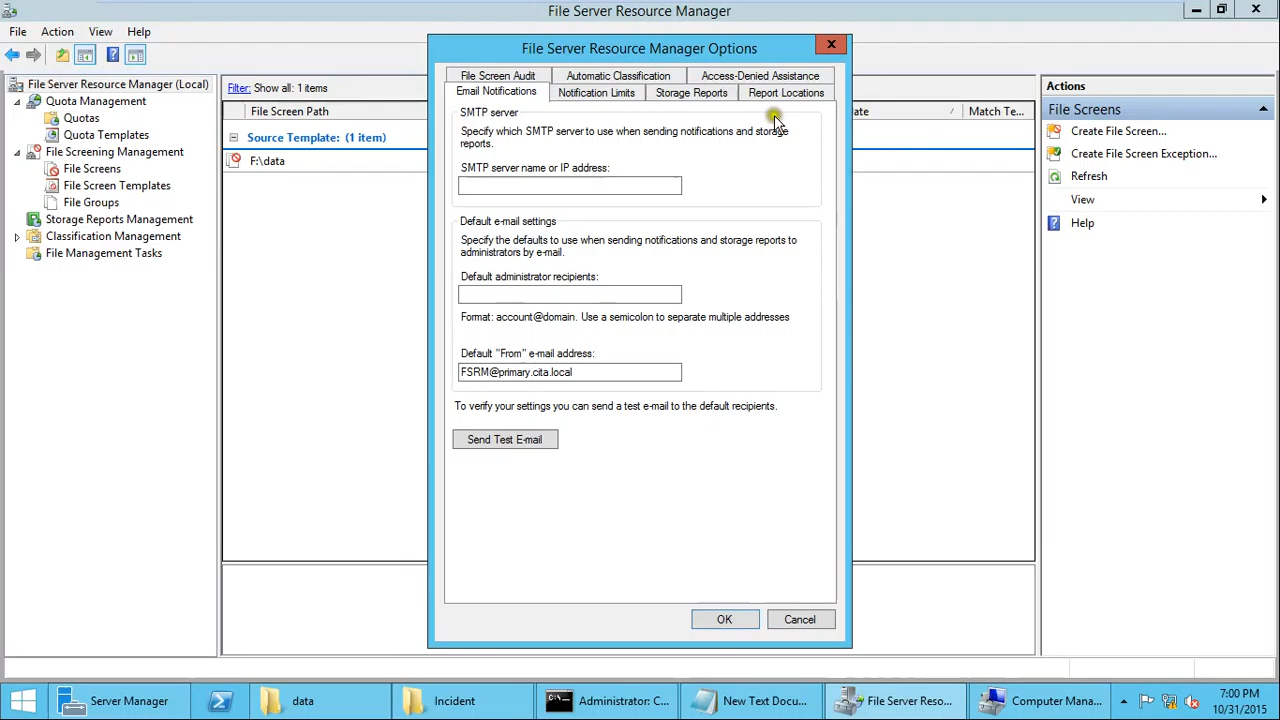 File Server Resource Manager
File Action View Help
File Server Resource Manager (Local)
Quota Management
Quotas
Quota Templates
File Screening Management
File Screens
File Screen Templates
File Groups
Storage Reports Management
Classification Management
File Management Tasks
Filter: Show all: 1 items
File Screen Path
Match Te...
Source Template: (1 item)
F:\data
File Server Resource Manager Options
File Screen Audit Automatic Classification Access-Denied Assistance
Email Notifications Notification Limits Storage Reports Report Locations
SMTP server
Specify which SMTP server to use when sending notifications and storage
reports.
SMTP server name or IP address:
Default e-mail settings
Specify the defaults to use when sending notifications and storage reports to
administrators by e-mail.
Default administrator recipients:
Format: account@domain. Use a semicolon to separate multiple addresses
Default "From" e-mail address:
FSRM@primary.cita.local
To verify your settings you can send a test e-mail to the default recipients.
Send Test E-mail
OK Cancel
Actions
File Screens
Create File Screen...
Create File Screen Exception...
Refresh
View
Help
Server Manager
data
Incident
Administrator: C...
New Text Docu...
File Server Reso...
Computer Mana...
7:00 PM
10/31/2015